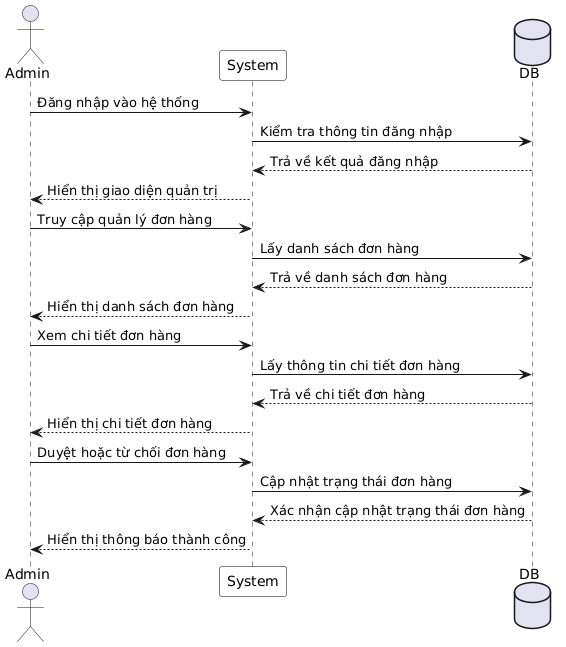 Admin
System
DB
Đăng nhập vào hệ thống
Kiểm tra thông tin đăng nhập
Trả về kết quả đăng nhập
Hiển thị giao diện quản trị
Truy cập quản lý đơn hàng
Lấy danh sách đơn hàng
Trả về danh sách đơn hàng
Hiển thị danh sách đơn hàng
Xem chi tiết đơn hàng
Lấy thông tin chi tiết đơn hàng
Trả về chi tiết đơn hàng
Hiển thị chi tiết đơn hàng
Duyệt hoặc từ chối đơn hàng
Cập nhật trạng thái đơn hàng
Xác nhận cập nhật trạng thái đơn hàng
Hiển thị thông báo thành công
Admin
System
DB